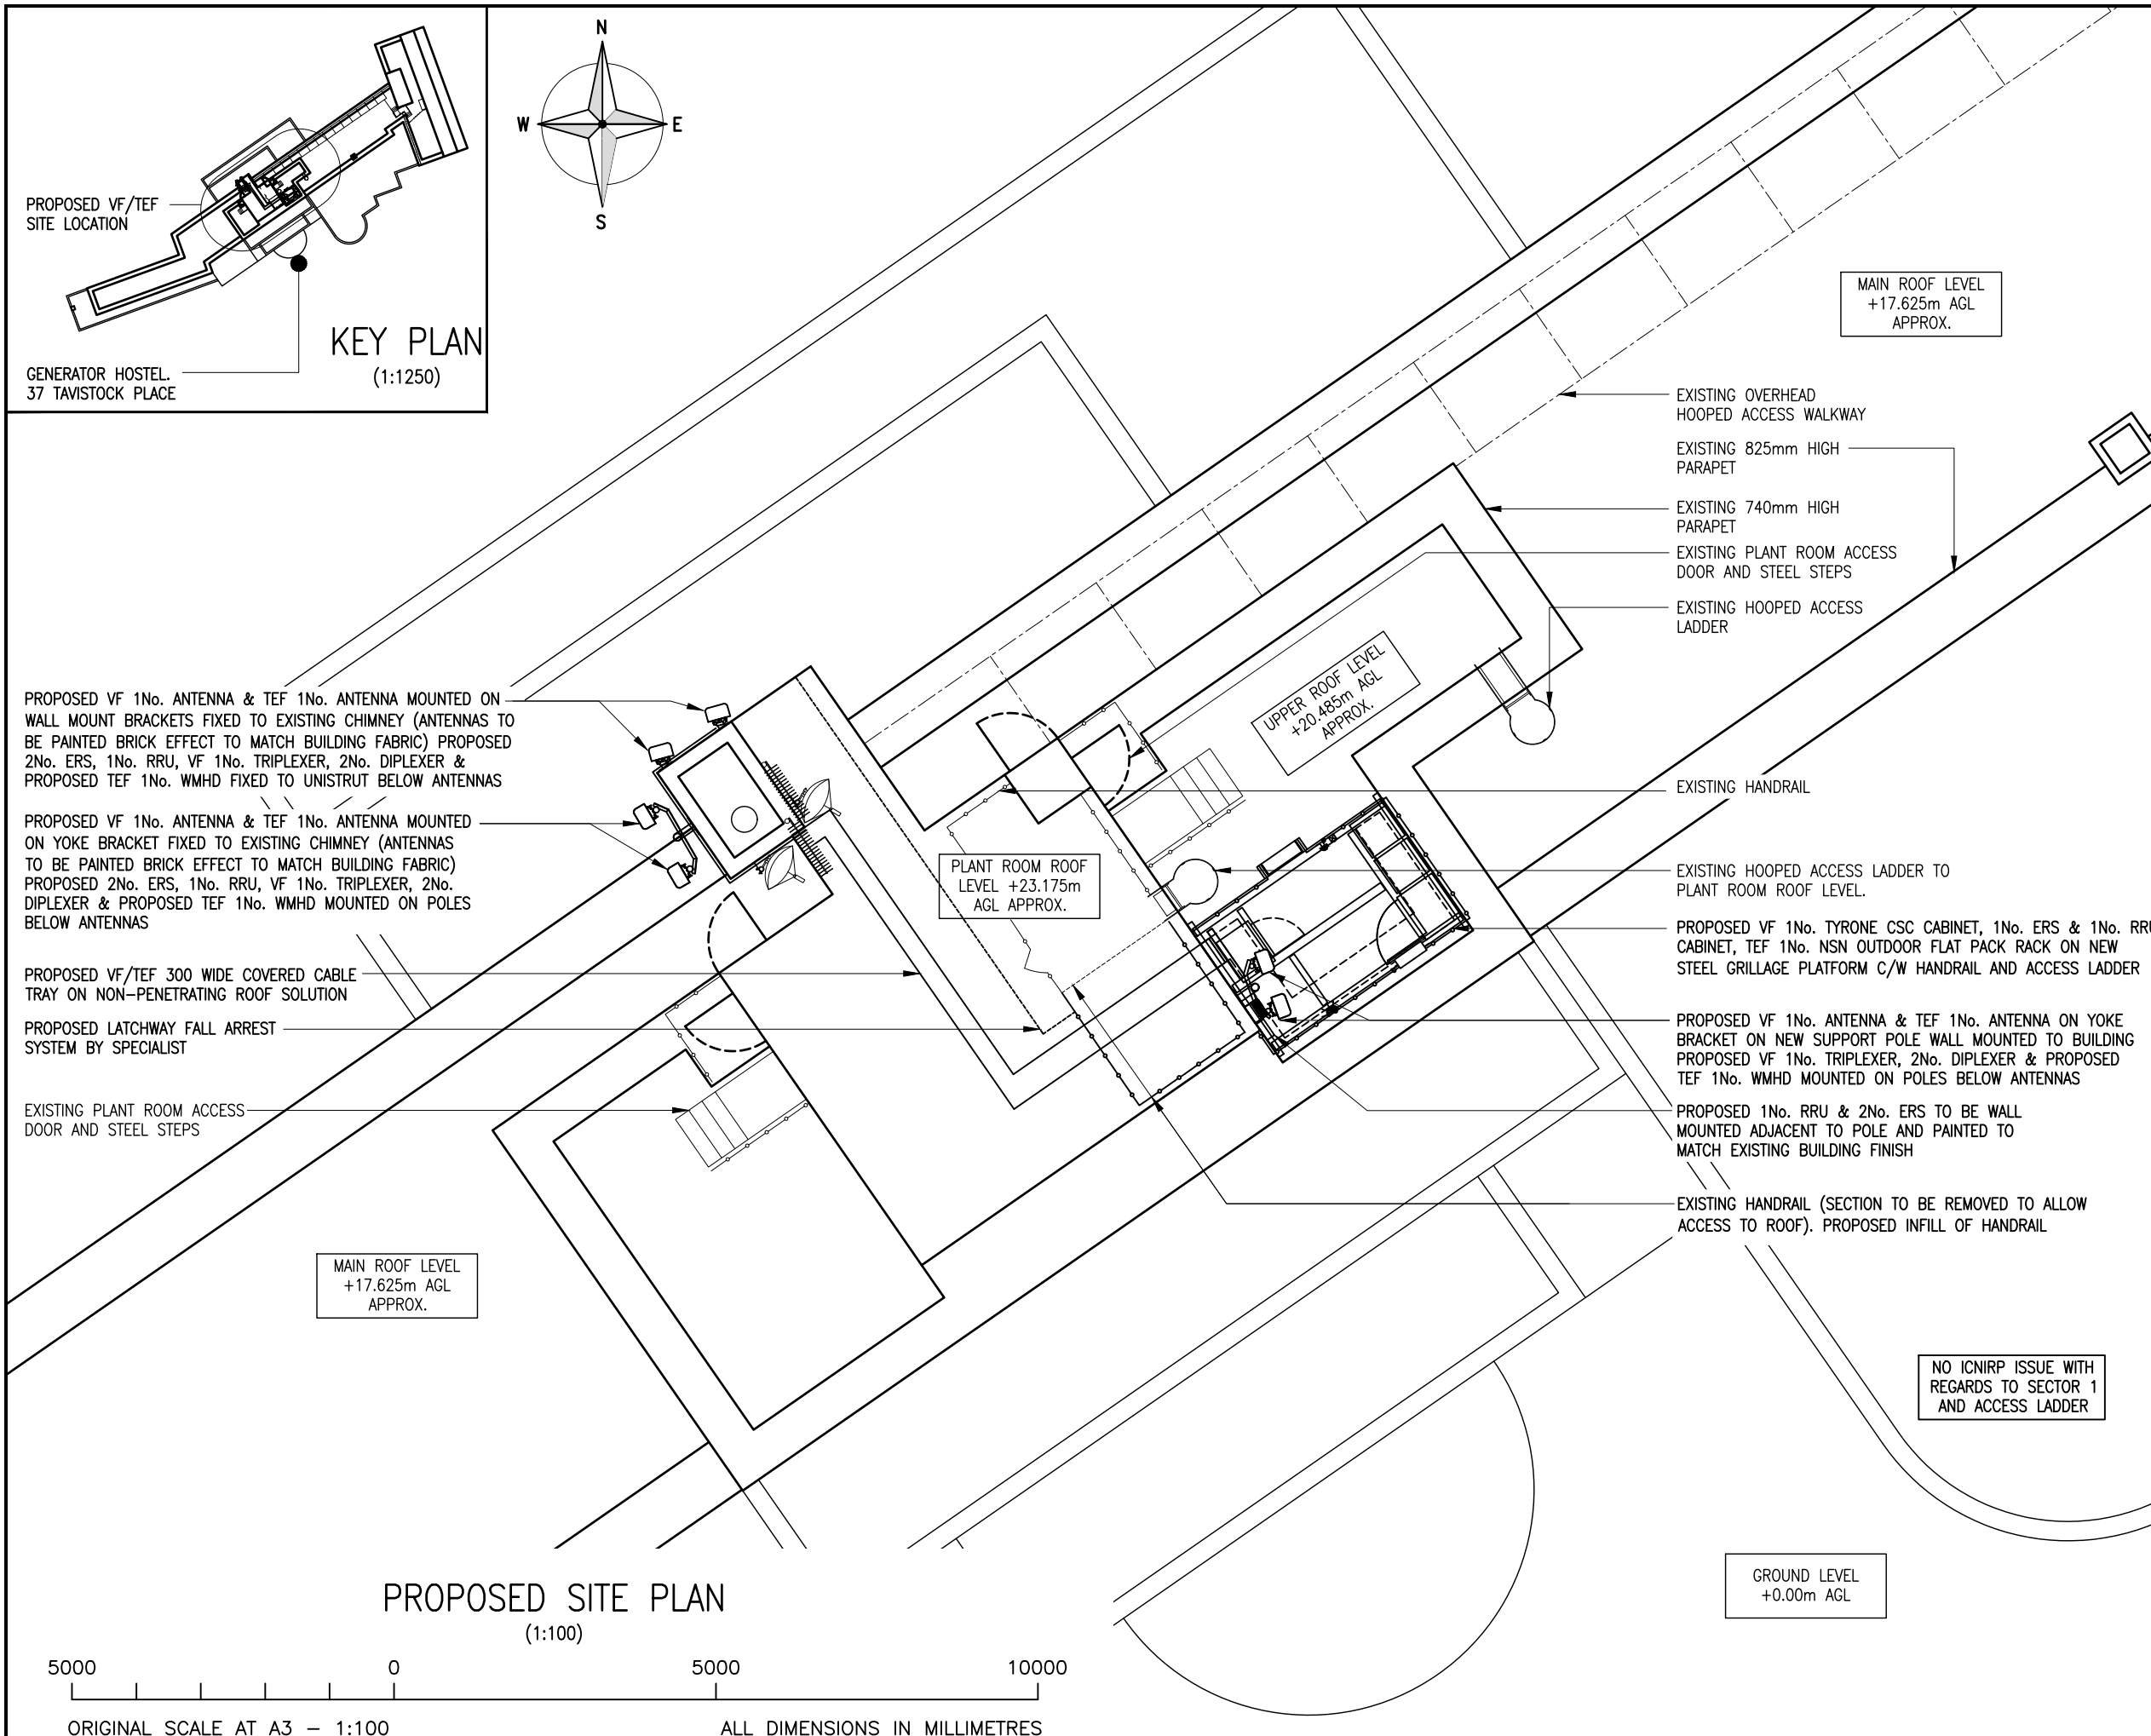 PROPOSED VF/TEF
SITE LOCATION
KEY PLAN
(1:1250)
GENERATOR HOSTEL.
37 TAVISTOCK PLACE
N
W
E
S
MAIN ROOF LEVEL
+17.625m AGL
APPROX.
EXISTING OVERHEAD
HOOPED ACCESS WALKWAY
EXISTING 825mm HIGH
PARAPET
EXISTING 740mm HIGH
PARAPET
EXISTING PLANT ROOM ACCESS
DOOR AND STEEL STEPS
EXISTING HOOPED ACCESS
LADDER
UPPER ROOF LEVEL
+20.485m AGL
APPROX.
PROPOSED VF 1No. ANTENNA & TEF 1No. ANTENNA MOUNTED ON
WALL MOUNT BRACKETS FIXED TO EXISTING CHIMNEY (ANTENNAS TO
BE PAINTED BRICK EFFECT TO MATCH BUILDING FABRIC) PROPOSED
2No. ERS, 1No. RRU, VF 1No. TRIPLEXER, 2No. DIPLEXER &
PROPOSED TEF 1No. WMHD FIXED TO UNISTRUT BELOW ANTENNAS
PROPOSED VF 1No. ANTENNA & TEF 1No. ANTENNA MOUNTED
ON YOKE BRACKET FIXED TO EXISTING CHIMNEY (ANTENNAS
TO BE PAINTED BRICK EFFECT TO MATCH BUILDING FABRIC)
PROPOSED 2No. ERS, 1No. RRU, VF 1No. TRIPLEXER, 2No.
DIPLEXER & PROPOSED TEF 1No. WMHD MOUNTED ON POLES
BELOW ANTENNAS
PROPOSED VF/TEF 300 WIDE COVERED CABLE
TRAY ON NON-PENETRATING ROOF SOLUTION
PROPOSED LATCHWAY FALL ARREST
SYSTEM BY SPECIALIST
EXISTING PLANT ROOM ACCESS
DOOR AND STEEL STEPS
PLANT ROOM ROOF
LEVEL +23.175m
AGL APPROX.
EXISTING HANDRAIL
EXISTING HOOPED ACCESS LADDER TO
PLANT ROOM ROOF LEVEL.
PROPOSED VF 1No. TYRONE CSC CABINET, 1No. ERS & 1No. RRU
CABINET, TEF 1No. NSN OUTDOOR FLAT PACK RACK ON NEW
STEEL GRILLAGE PLATFORM C/W HANDRAIL AND ACCESS LADDER
PROPOSED VF 1No. ANTENNA & TEF 1No. ANTENNA ON YOKE
BRACKET ON NEW SUPPORT POLE WALL MOUNTED TO BUILDING
PROPOSED VF 1No. TRIPLEXER, 2No. DIPLEXER & PROPOSED
TEF 1No. WMHD MOUNTED ON POLES BELOW ANTENNAS
PROPOSED 1No. RRU & 2No. ERS TO BE WALL
MOUNTED ADJACENT TO POLE AND PAINTED TO
MATCH EXISTING BUILDING FINISH
EXISTING HANDRAIL (SECTION TO BE REMOVED TO ALLOW
ACCESS TO ROOF). PROPOSED INFILL OF HANDRAIL
MAIN ROOF LEVEL
+17.625m AGL
APPROX.
NO ICNIRP ISSUE WITH
REGARDS TO SECTOR 1
AND ACCESS LADDER
GROUND LEVEL
+0.00m AGL
PROPOSED SITE PLAN
(1:100)
5000 0 5000 10000
ORIGINAL SCALE AT A3 - 1:100
ALL DIMENSIONS IN MILLIMETRES